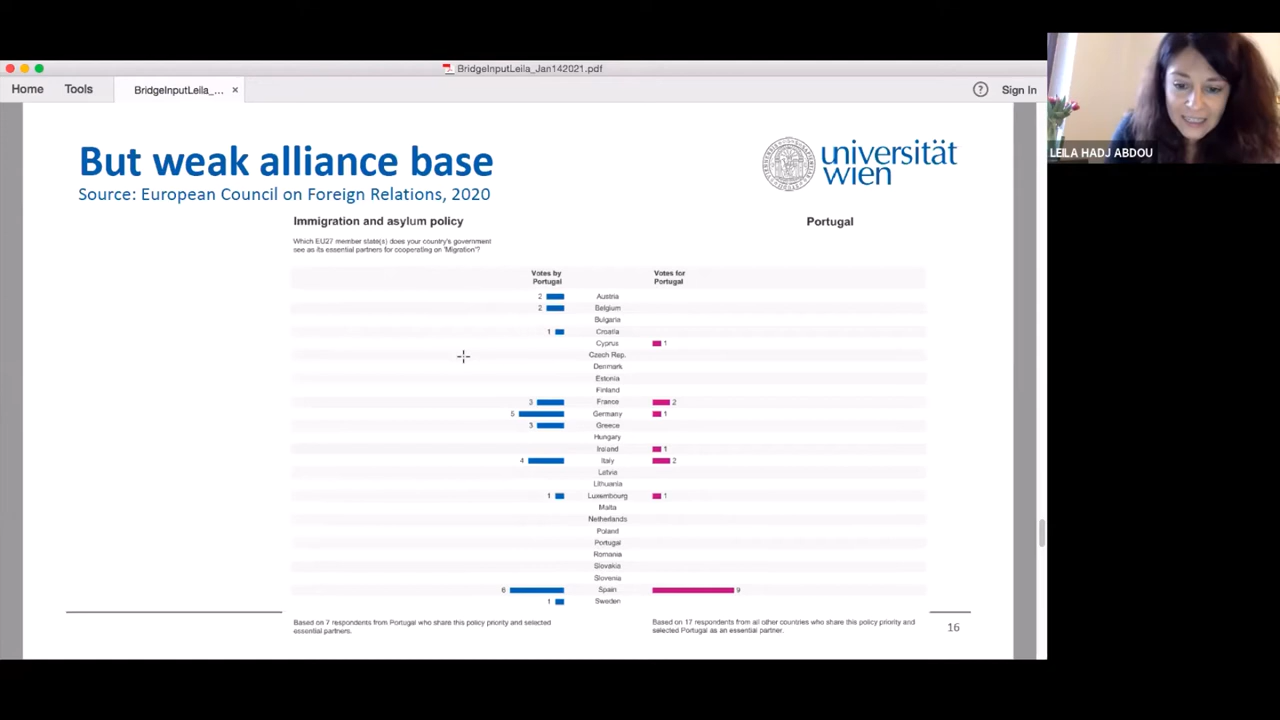 BridgeInputLeila_Jan142021.pdf
Home Tools BridgeInputLeila_... × ? Sign In
LEILA HADJ ABDOU
But weak alliance base
Source: European Council on Foreign Relations, 2020
universität
wien
Immigration and asylum policy Portugal
Which EU27 member state(s) does your country's government
see as its essential partners for cooperating on 'Migration'?
Votes by Votes for
Portugal Portugal
2 Austria
2 Belgium
Bulgaria
1 Croatia
Cyprus 1
Czech Rep.
Denmark
Estonia
Finland
3 France 2
5 Germany 1
3 Greece
Hungary
Ireland 1
4 Italy 2
Latvia
Lithuania
1 Luxembourg 1
Malta
Netherlands
Poland
Portugal
Romania
Slovakia
Slovenia
6 Spain 9
1 Sweden
Based on 7 respondents from Portugal who share this policy priority and selected
essential partners.
Based on 17 respondents from all other countries who share this policy priority and
selected Portugal as an essential partner.
16